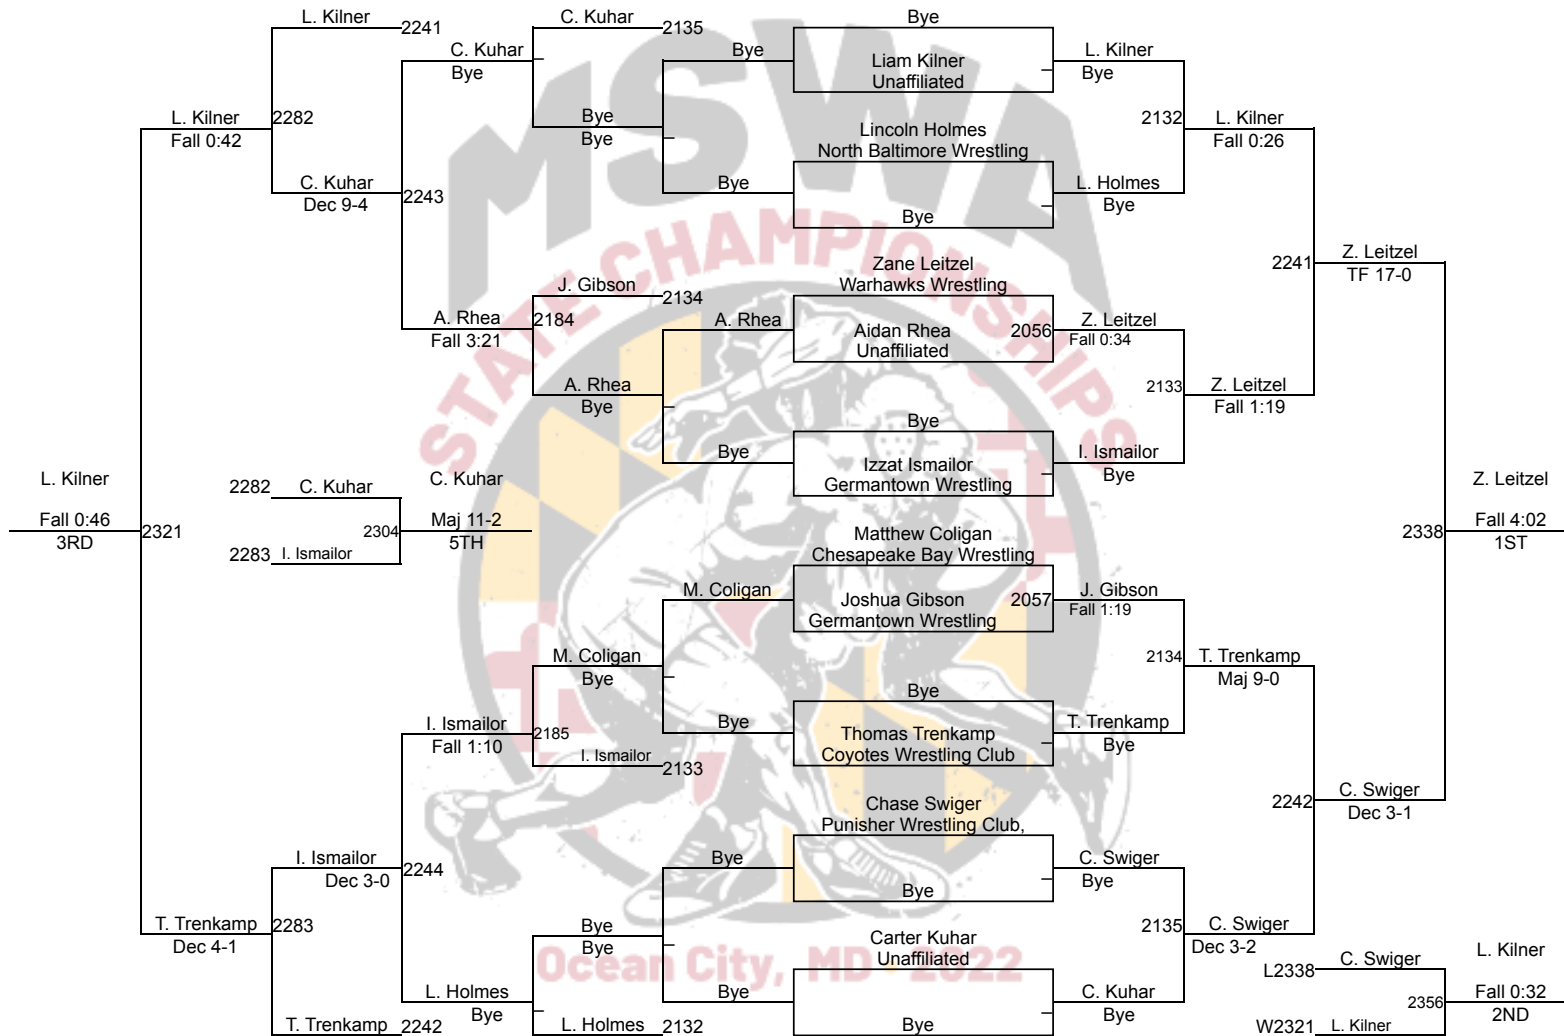 L. Kilner
2241
C. Kuhar
Bye
C. Kuhar
2135
Bye
Bye
Liam Kilner
Unaffiliated
L. Kilner
Bye
L. Kilner
Fall 0:42
2282
Bye
Bye
Lincoln Holmes
North Baltimore Wrestling
2132
L. Kilner
Fall 0:26
C. Kuhar
Dec 9-4
2243
Bye
Bye
L. Holmes
Bye
MSWA
STATE CHAMPIONSHIPS
J. Gibson
2134
A. Rhea
Fall 3:21
2184
A. Rhea
Bye
A. Rhea
Bye
Zane Leitzel
Warhawks Wrestling
Aidan Rhea
Unaffiliated
2056
Z. Leitzel
Fall 0:34
2133
Z. Leitzel
Fall 1:19
2241
Z. Leitzel
TF 17-0
Bye
Izzat Ismailor
Germantown Wrestling
I. Ismailor
Bye
L. Kilner
Fall 0:46
3RD
2321
2282
C. Kuhar
2283
I. Ismailor
2304
C. Kuhar
Maj 11-2
5TH
Z. Leitzel
Fall 4:02
1ST
2338
Matthew Coligan
Chesapeake Bay Wrestling
M. Coligan
Joshua Gibson
Germantown Wrestling
2057
J. Gibson
Fall 1:19
M. Coligan
Bye
2134
T. Trenkamp
Maj 9-0
I. Ismailor
Fall 1:10
2185
I. Ismailor
2133
Bye
Bye
Thomas Trenkamp
Coyotes Wrestling Club
T. Trenkamp
Bye
2242
C. Swiger
Dec 3-1
Chase Swiger
Punisher Wrestling Club,
I. Ismailor
Dec 3-0
2244
Bye
Bye
C. Swiger
Bye
T. Trenkamp
Dec 4-1
2283
Bye
Bye
Carter Kuhar
Unaffiliated
2135
C. Swiger
Dec 3-2
Ocean City, MD • 2022
L. Holmes
Bye
Bye
Bye
C. Kuhar
T. Trenkamp
2242
L. Holmes
2132
L2338
C. Swiger
W2321
L. Kilner
2356
L. Kilner
Fall 0:32
2ND